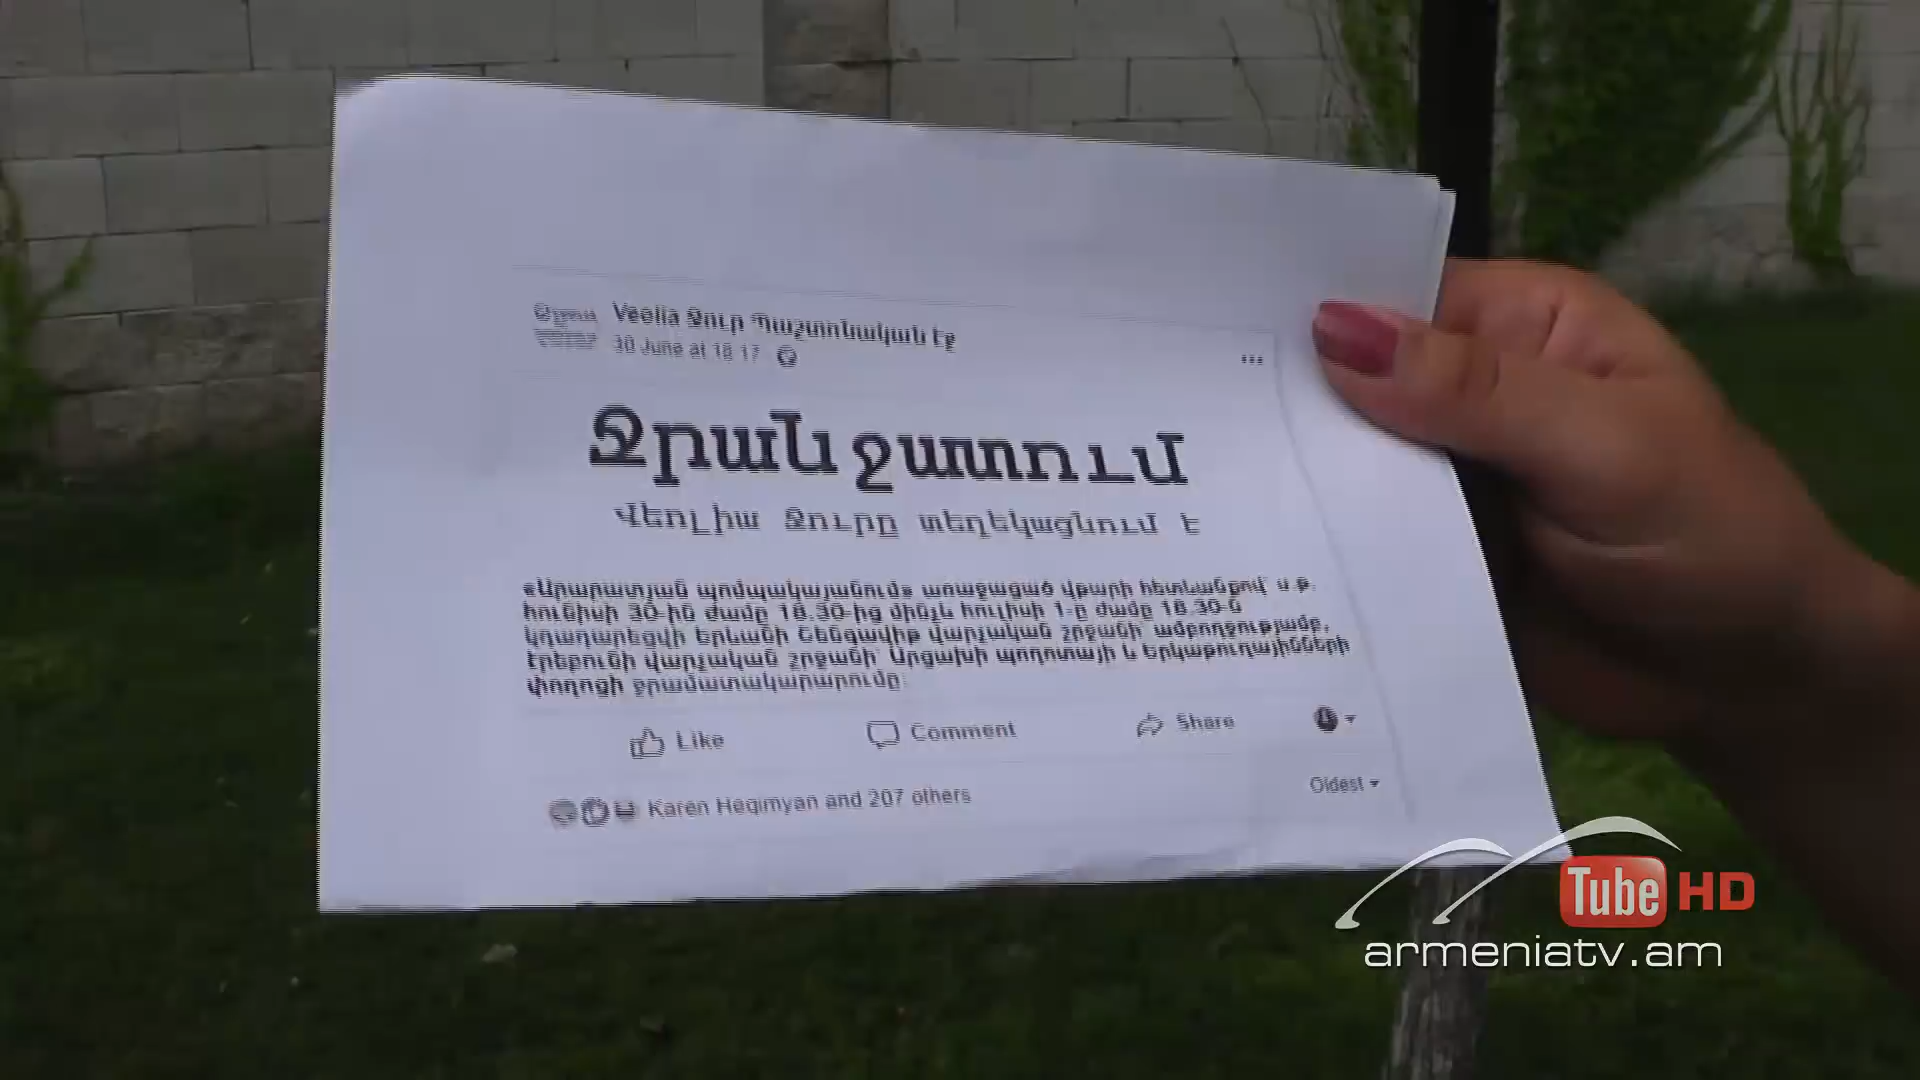 Veolia Ջուր Պաշտոնական էջ
30 June at 18:17
Ջրանջատում
Վեոլիա Ջուրը տեղեկացնում է
«Արարատյան պոմպակայանում» առաջացած վթարի հետևանքով՝ ս.թ.
հունիսի 30-ին ժամը 18.30-ից մինչև հուլիսի 1-ը ժամը 18.30-ն
կդադարեցվի Երևանի Շենգավիթ վարչական շրջանի՝ ամբողջությամբ,
Էրեբունի վարչական շրջանի՝ Արցախի պողոտայի և Երկաթուղայինների
փողոցի ջրամատակարարումը:
Like Comment Share
Karen Hegimyan and 207 others
Oldest
Tube HD
armeniatv.am